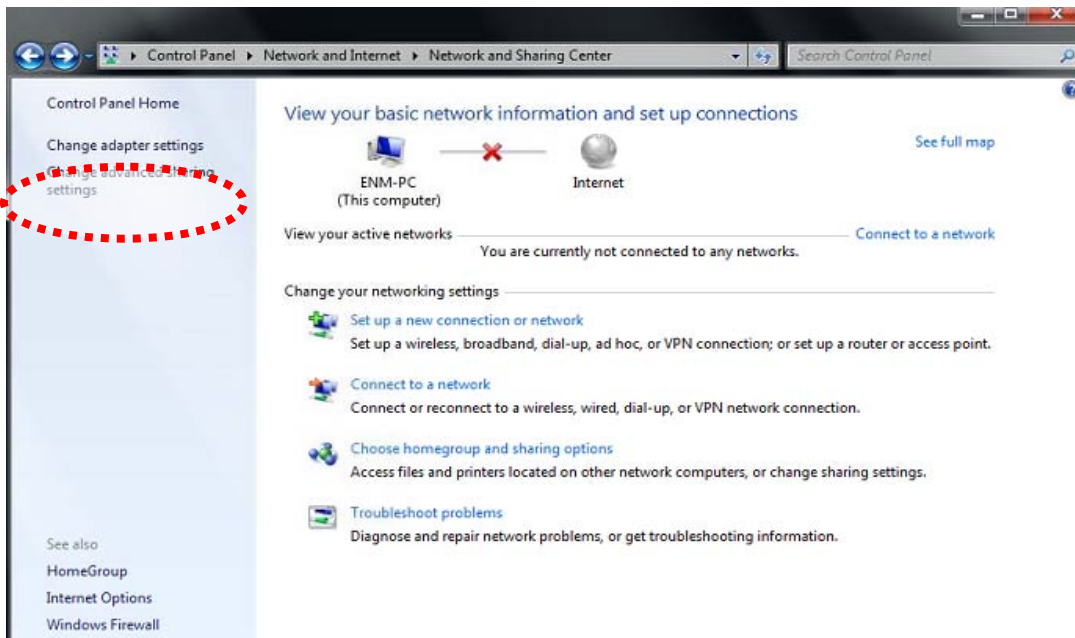 Control Panel Network and Internet Network and Sharing Center Search Control Panel
Control Panel Home
Change adapter settings
Change advanced sharing
settings
View your basic network information and set up connections
See full map
ENM-PC
(This computer)
Internet
View your active networks
Connect to a network
You are currently not connected to any networks.
Change your networking settings
Set up a new connection or network
Set up a wireless, broadband, dial-up, ad hoc, or VPN connection; or set up a router or access point.
Connect to a network
Connect or reconnect to a wireless, wired, dial-up, or VPN network connection.
Choose homegroup and sharing options
Access files and printers located on other network computers, or change sharing settings.
Troubleshoot problems
Diagnose and repair network problems, or get troubleshooting information.
See also
HomeGroup
Internet Options
Windows Firewall